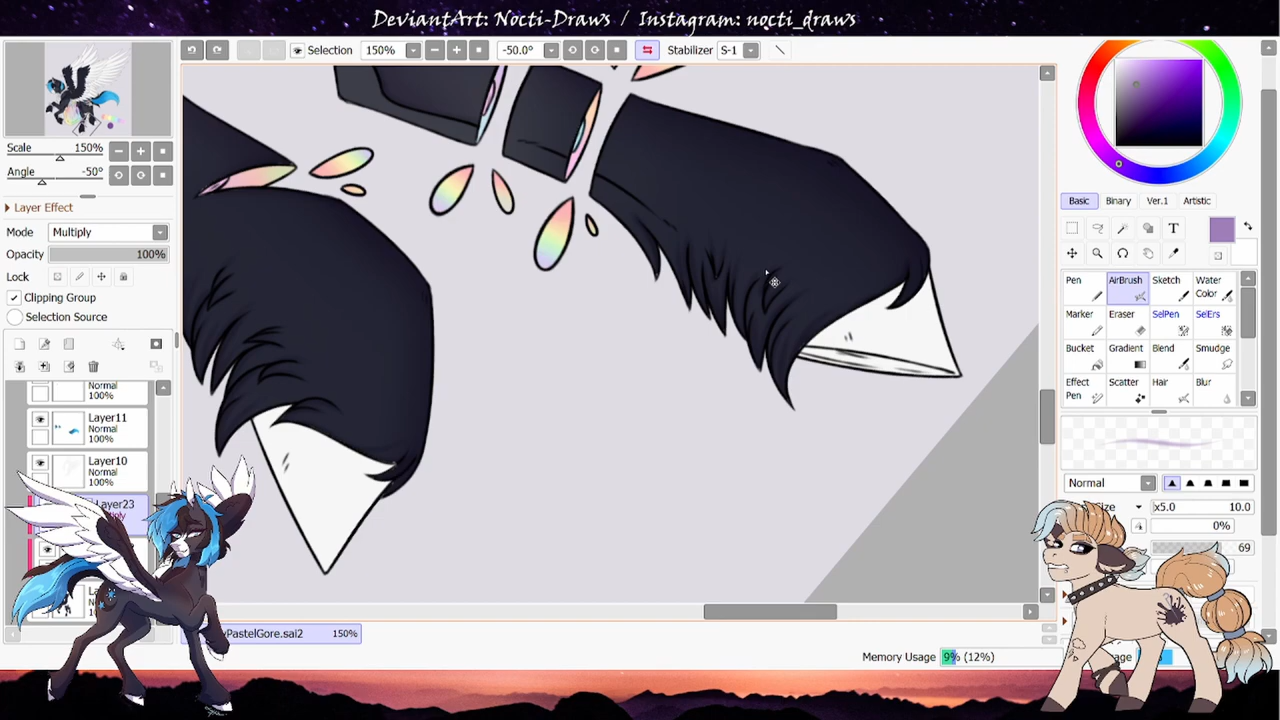 DeviantArt: Nocti-Draws / Instagram: nocti_draws
Selection 150% -50.0° Stabilizer S-1
Scale 150%
Angle -50°
Layer Effect
Mode Multiply
Opacity 100%
Lock
Clipping Group
Selection Source
Normal
100%
Layer11
Normal
100%
Layer10
Normal
100%
Layer23
Basic Binary Ver.1 Artistic
T
Pen AirBrush Sketch Water Color
Marker Eraser SelPen SelErs
Bucket Gradient Blend Smudge
Effect Pen Scatter Hair Blur
Normal
x5.0 10.0
0%
69
PastelGore.sai2 150%
Memory Usage 9% (12%)